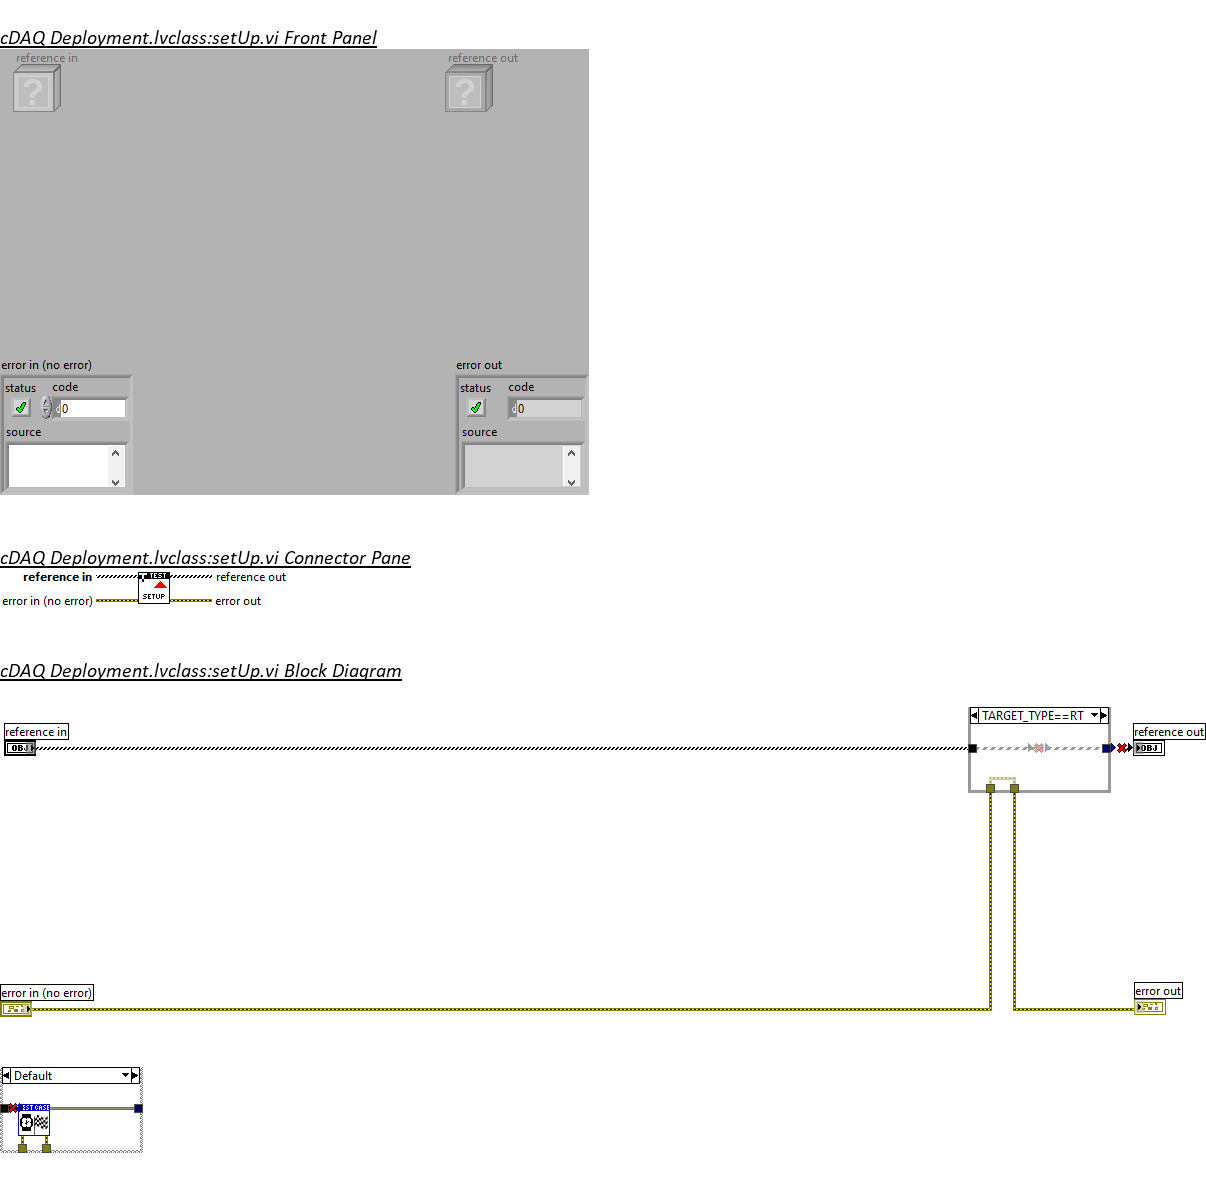 cDAQ Deployment.lvclass:setUp.vi Front Panel
reference in
reference out
?
?
error in (no error)
error out
status code
status code
d0
d0
source
source
cDAQ Deployment.lvclass:setUp.vi Connector Pane
reference in
TEST
reference out
error in (no error)
SETUP
error out
cDAQ Deployment.lvclass:setUp.vi Block Diagram
TARGET_TYPE==RT
reference in
reference out
OBJ
OBJ
error in (no error)
error out
Default
EST CASE